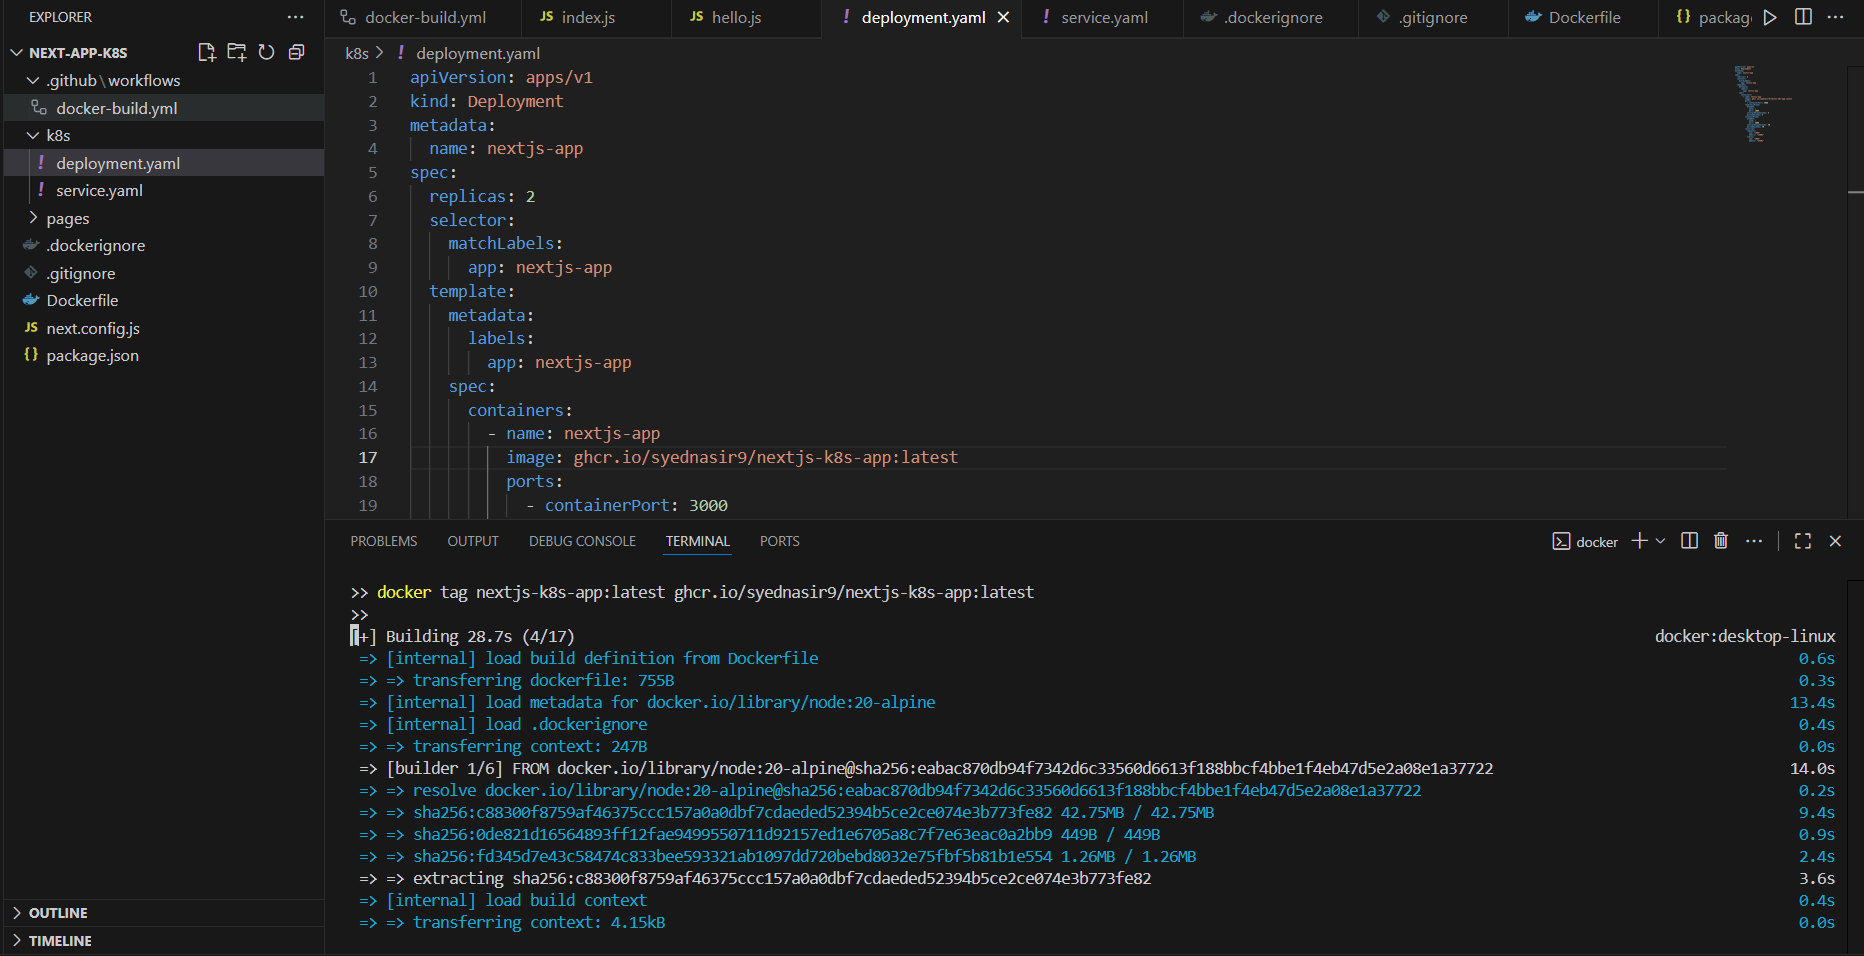 EXPLORER
NEXT-APP-K8S
.github\workflows
docker-build.yml
k8s
deployment.yaml
service.yaml
pages
.dockerignore
.gitignore
Dockerfile
next.config.js
package.json
OUTLINE
TIMELINE
docker-build.yml JS index.js JS hello.js ! deployment.yaml ! service.yaml .dockerignore .gitignore Dockerfile {} packag
k8s > ! deployment.yaml
1 apiVersion: apps/v1
2 kind: Deployment
3 metadata:
4 name: nextjs-app
5 spec:
6 replicas: 2
7 selector:
8 matchLabels:
9 app: nextjs-app
10 template:
11 metadata:
12 labels:
13 app: nextjs-app
14 spec:
15 containers:
16 - name: nextjs-app
17 image: ghcr.io/syednasir9/nextjs-k8s-app:latest
18 ports:
19 - containerPort: 3000
PROBLEMS OUTPUT DEBUG CONSOLE TERMINAL PORTS docker
>> docker tag nextjs-k8s-app:latest ghcr.io/syednasir9/nextjs-k8s-app:latest
>>
[+] Building 28.7s (4/17) docker:desktop-linux
=> [internal] load build definition from Dockerfile 0.6s
=> => transferring dockerfile: 755B 0.3s
=> [internal] load metadata for docker.io/library/node:20-alpine 13.4s
=> [internal] load .dockerignore 0.4s
=> => transferring context: 247B 0.0s
=> [builder 1/6] FROM docker.io/library/node:20-alpine@sha256:eabac870db94f7342d6c33560d6613f188bbcf4bbe1f4eb47d5e2a08e1a37722 14.0s
=> => resolve docker.io/library/node:20-alpine@sha256:eabac870db94f7342d6c33560d6613f188bbcf4bbe1f4eb47d5e2a08e1a37722 0.2s
=> => sha256:c88300f8759af46375ccc157a0a0dbf7cdaeded52394b5ce2ce074e3b773fe82 42.75MB / 42.75MB 9.4s
=> => sha256:0de821d16564893ff12fae9499550711d92157ed1e6705a8c7f7e63eac0a2bb9 449B / 449B 0.9s
=> => sha256:fd345d7e43c58474c833bee593321ab1097dd720bebd8032e75fbf5b81b1e554 1.26MB / 1.26MB 2.4s
=> => extracting sha256:c88300f8759af46375ccc157a0a0dbf7cdaeded52394b5ce2ce074e3b773fe82 3.6s
=> [internal] load build context 0.4s
=> => transferring context: 4.15kB 0.0s